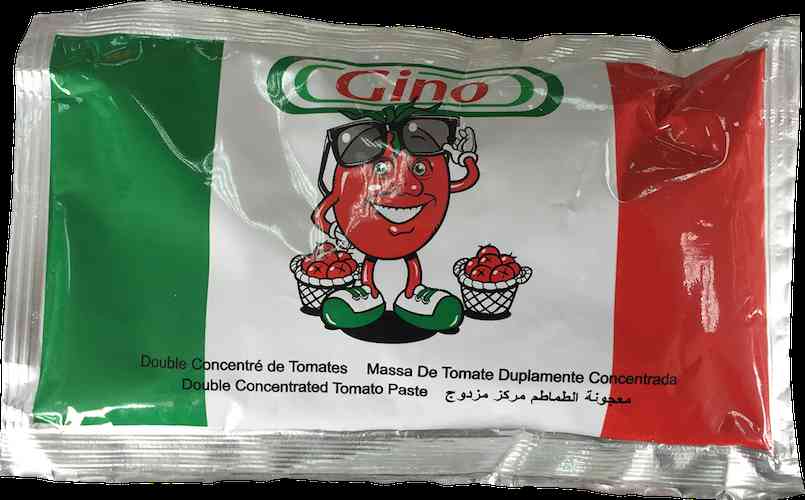 Gino
Double Concentré de Tomates Massa De Tomate Duplamente Concentrada
Double Concentrated Tomato Paste معجونة الطماطم مركز مزدوج